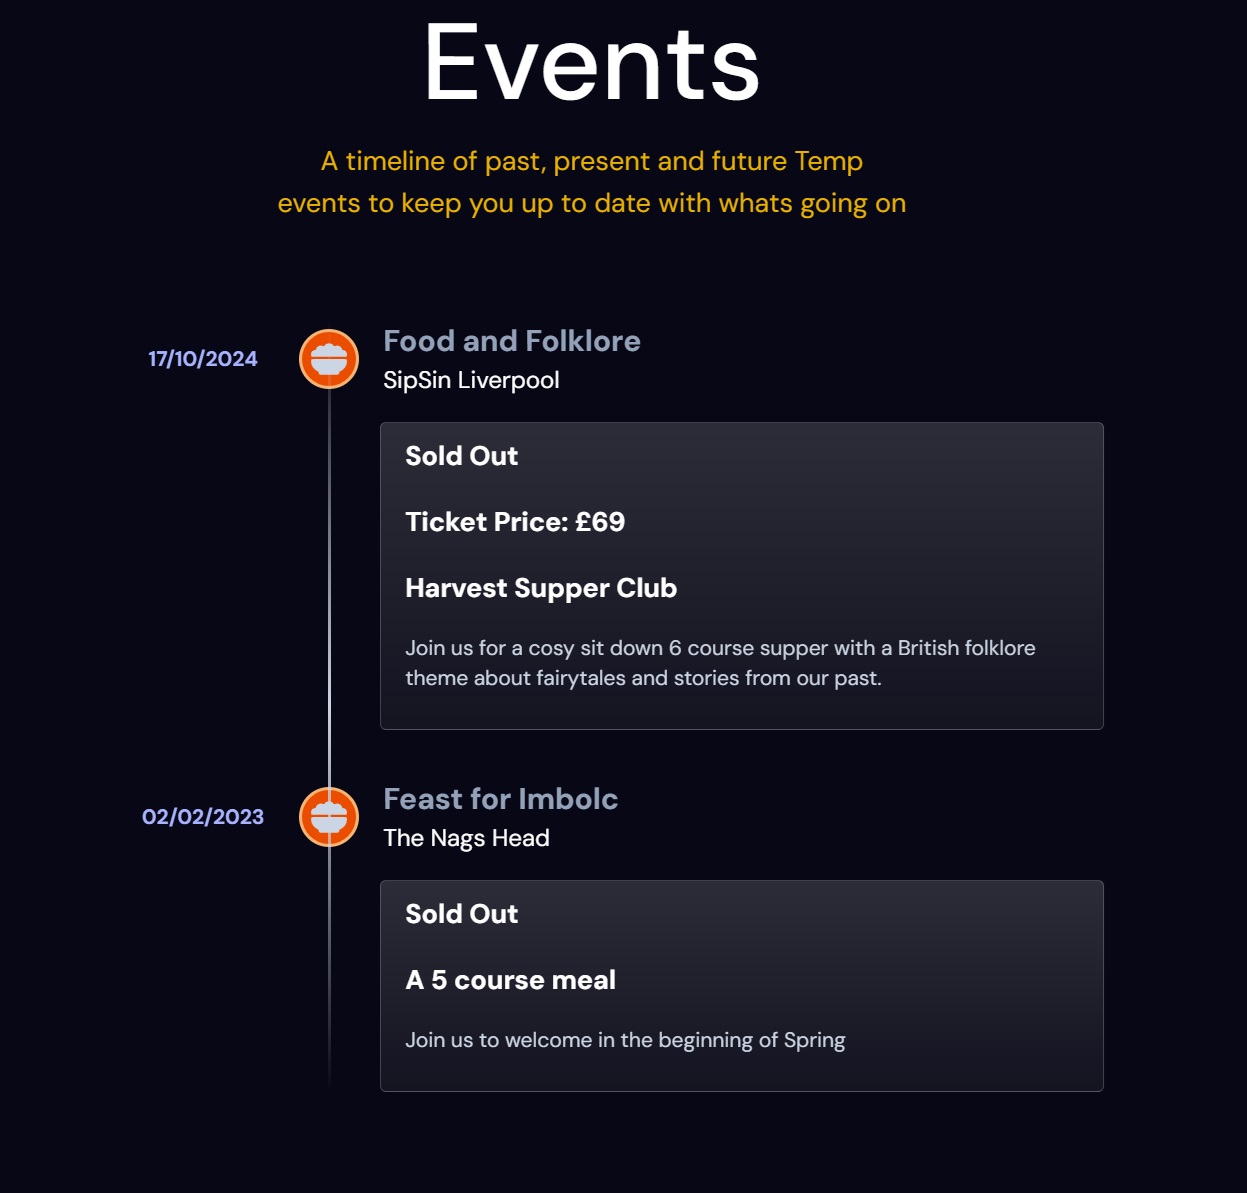 Events
A timeline of past, present and future Temp
events to keep you up to date with whats going on
17/10/2024
Food and Folklore
SipSin Liverpool
Sold Out
Ticket Price: £69
Harvest Supper Club
Join us for a cosy sit down 6 course supper with a British folklore
theme about fairytales and stories from our past.
02/02/2023
Feast for Imbolc
The Nags Head
Sold Out
A 5 course meal
Join us to welcome in the beginning of Spring